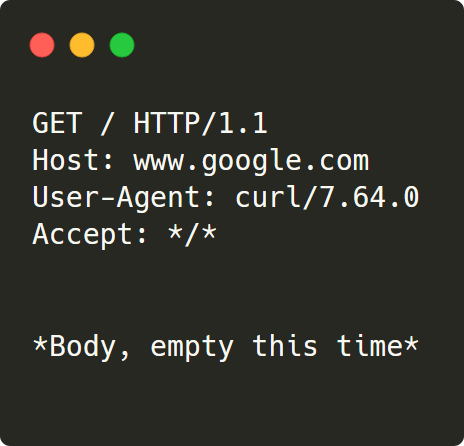 GET / HTTP/1.1
Host: www.google.com
User-Agent: curl/7.64.0
Accept: */*
*Body, empty this time*